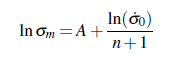 ln σₘ = A + ln(σ̇₀) / n + 1